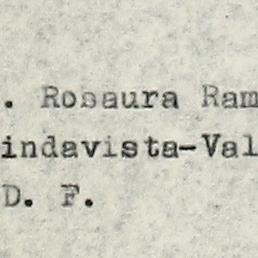 . Rosaura Ram
indavista-Val
D. F.